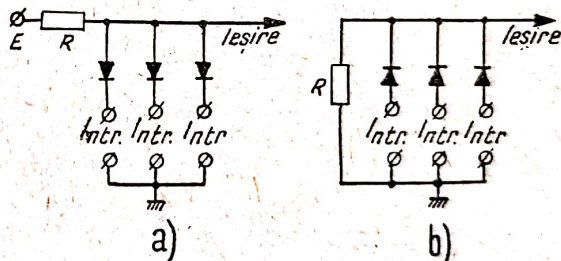 E R Iesire
Intr. Intr. Intr
a)
R Iesire
Intr. Intr. Intr
b)